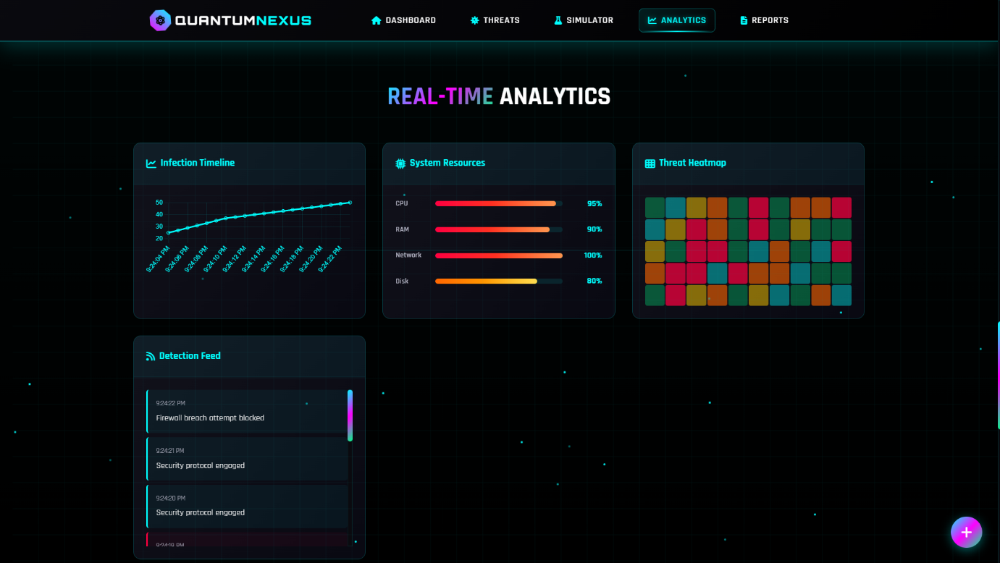 QUANTUMNEXUS
DASHBOARD
THREATS
SIMULATOR
ANALYTICS
REPORTS
REAL-TIME ANALYTICS
Infection Timeline
50
40
30
20
9:24:04 PM
9:24:06 PM
9:24:08 PM
9:24:10 PM
9:24:12 PM
9:24:14 PM
9:24:16 PM
9:24:18 PM
9:24:20 PM
9:24:22 PM
System Resources
CPU 95%
RAM 90%
Network 100%
Disk 80%
Threat Heatmap
Detection Feed
9:24:22 PM
Firewall breach attempt blocked
9:24:21 PM
Security protocol engaged
9:24:20 PM
Security protocol engaged
9:24:19 PM